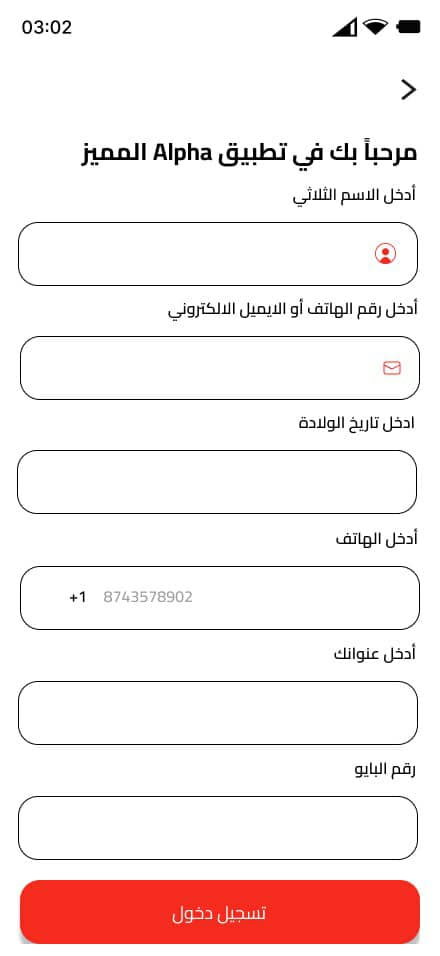 03:02
مرحباً بك في تطبيق Alpha المميز
أدخل الاسم الثلاثي
أدخل رقم الهاتف أو الايميل الالكتروني
ادخل تاريخ الولادة
أدخل الهاتف
+1 8743578902
أدخل عنوانك
رقم البايو
تسجيل دخول